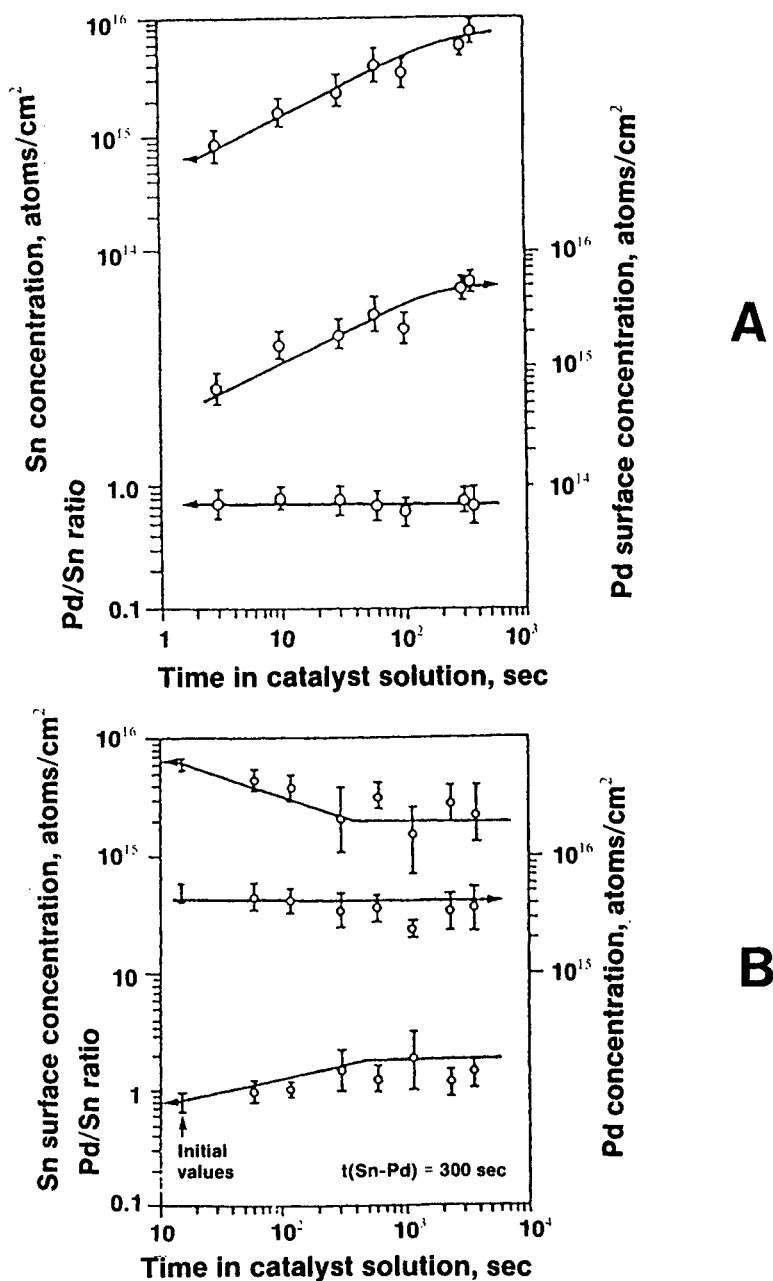 10¹⁶
10¹⁵
10¹⁴
1.0
0.1
Sn concentration, atoms/cm²
Pd/Sn ratio
10¹⁶
10¹⁵
10¹⁴
Pd surface concentration, atoms/cm²
A
1
10
10²
10³
Time in catalyst solution, sec
10¹⁶
10¹⁵
10
1
0.1
Sn surface concentration, atoms/cm²
Pd/Sn ratio
10¹⁶
10¹⁵
Pd concentration, atoms/cm²
B
Initial
values
t(Sn-Pd) = 300 sec
10
10²
10³
10⁴
Time in catalyst solution, sec